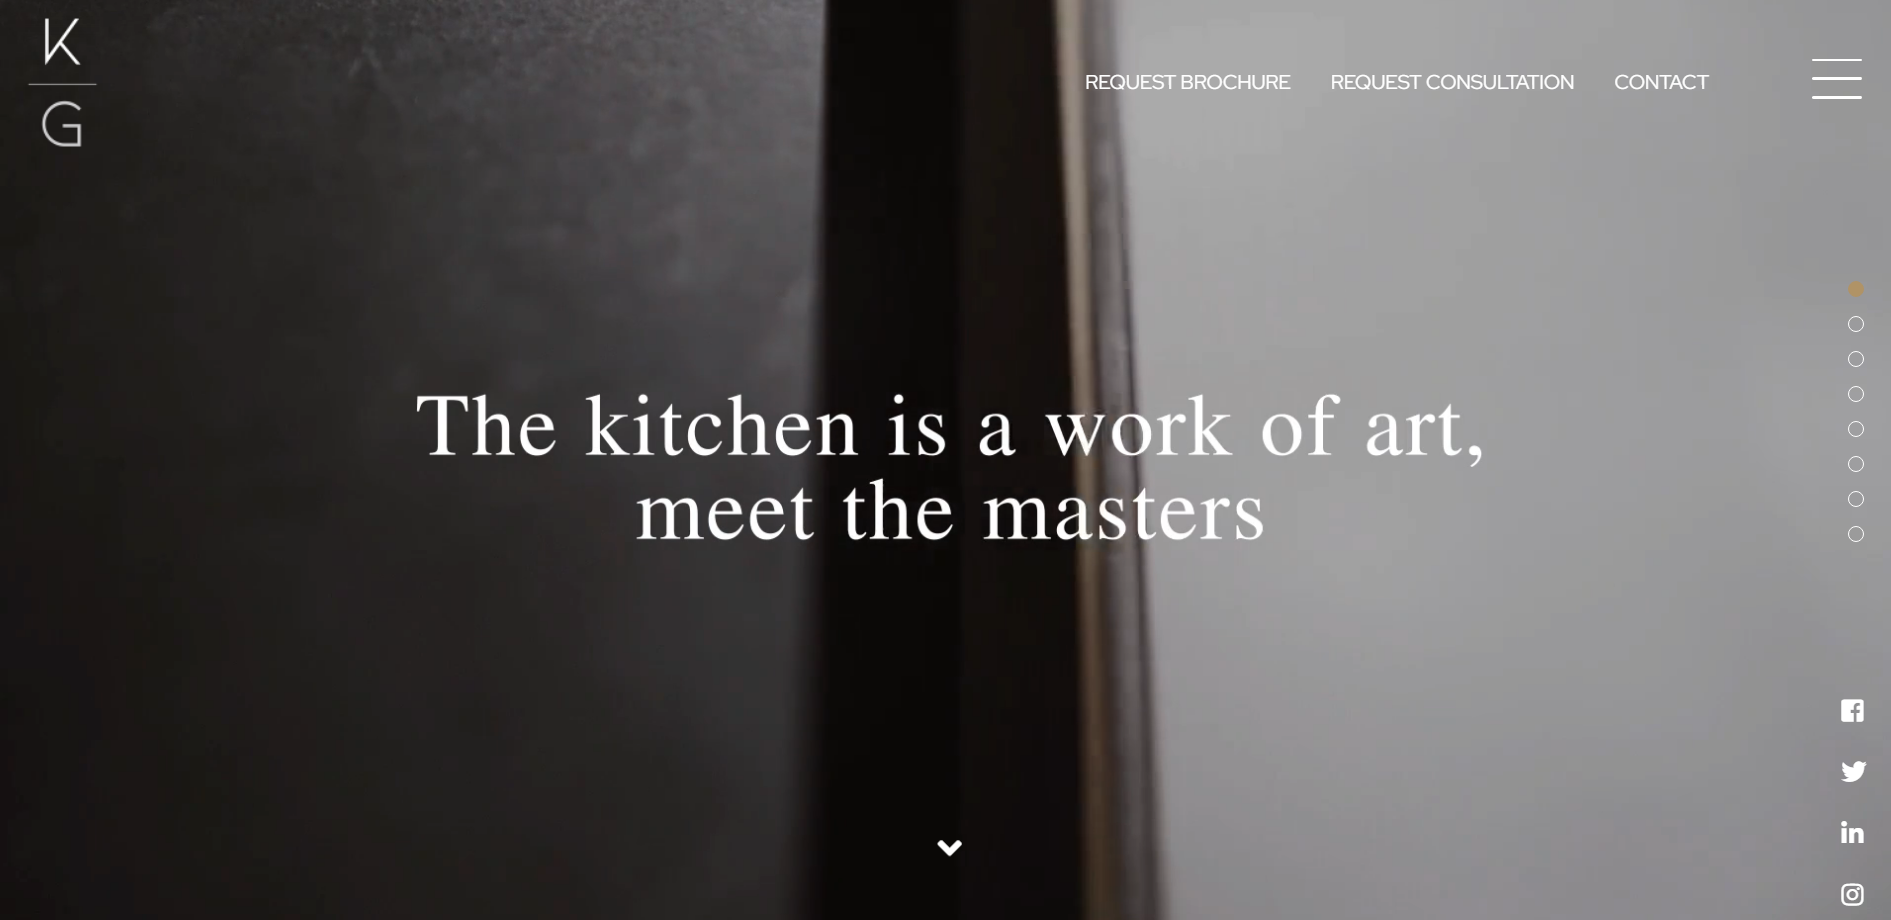 K
G
REQUEST BROCHURE REQUEST CONSULTATION CONTACT
The kitchen is a work of art,
meet the masters